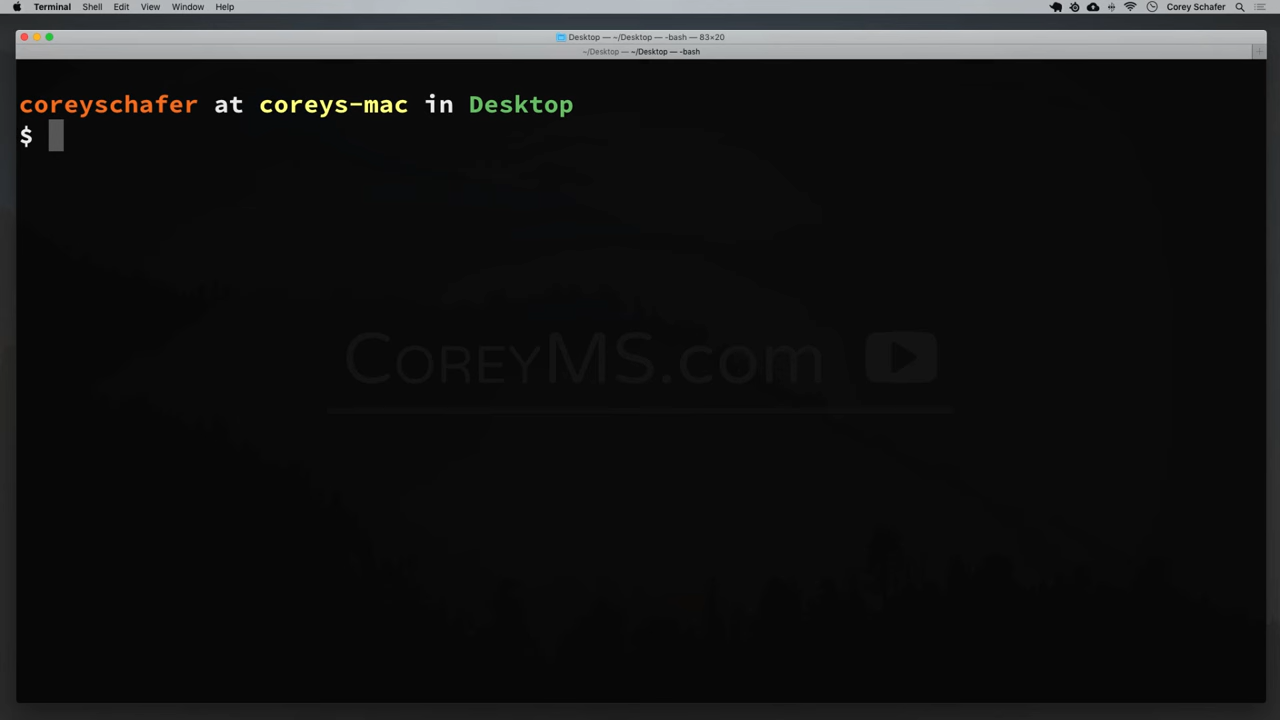 Terminal Shell Edit View Window Help Corey Schafer
Desktop — ~/Desktop — -bash — 83×20
~/Desktop — ~/Desktop — -bash
coreyschafer at coreys-mac in Desktop
$
CoreyMS.com